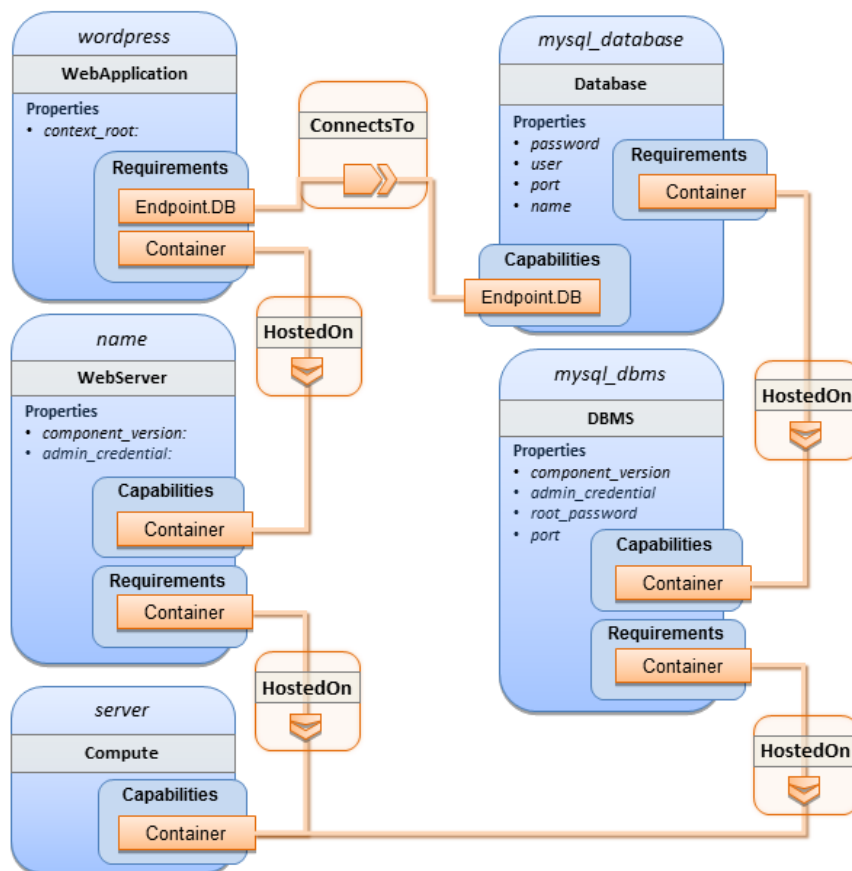 wordpress
WebApplication
Properties
• context_root:
Requirements
Endpoint.DB
Container
ConnectsTo
mysql_database
Database
Properties
• password
• user
• port
• name
Requirements
Container
Capabilities
Endpoint.DB
HostedOn
name
WebServer
Properties
• component_version:
• admin_credential:
Capabilities
Container
Requirements
Container
mysql_dbms
DBMS
Properties
• component_version
• admin_credential
• root_password
• port
Capabilities
Container
Requirements
Container
HostedOn
HostedOn
server
Compute
Capabilities
Container
HostedOn